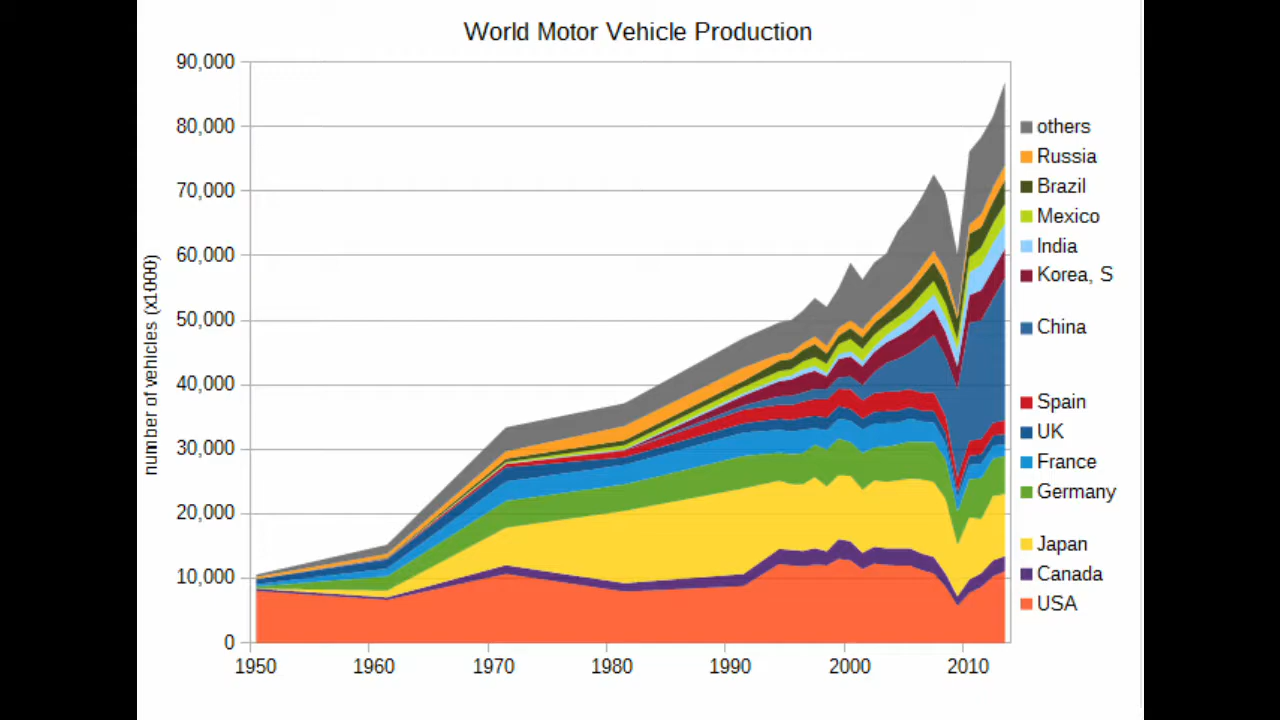 World Motor Vehicle Production
number of vehicles (x1000)
90,000
80,000
70,000
60,000
50,000
40,000
30,000
20,000
10,000
0
1950 1960 1970 1980 1990 2000 2010
others
Russia
Brazil
Mexico
India
Korea, S
China
Spain
UK
France
Germany
Japan
Canada
USA